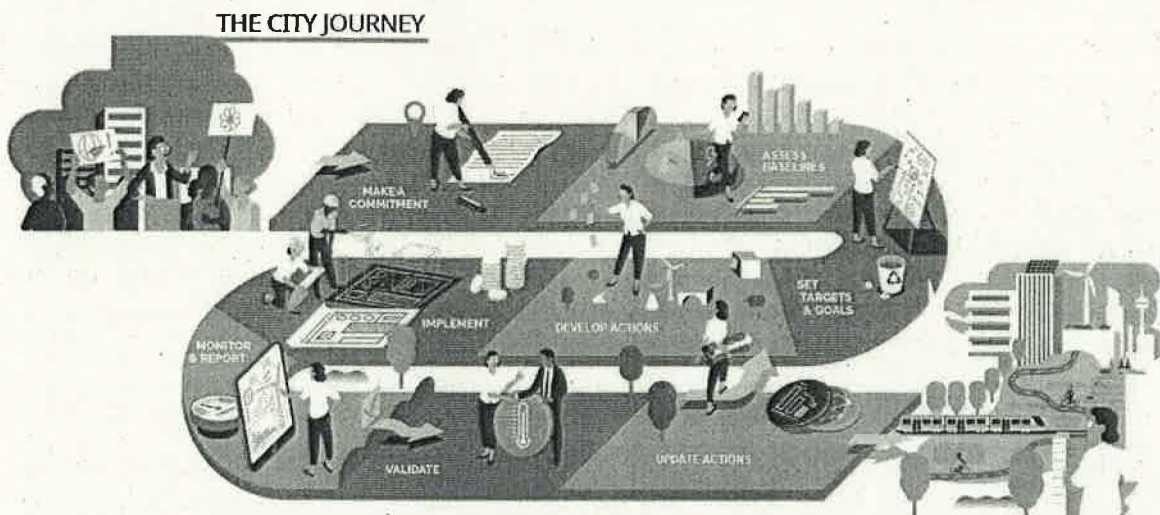 THE CITY JOURNEY
MAKE A
COMMITMENT
ASSESS
BASELINES
SET
TARGETS
& GOALS
DEVELOP ACTIONS
IMPLEMENT
MONITOR
& REPORT
VALIDATE
UPDATE ACTIONS